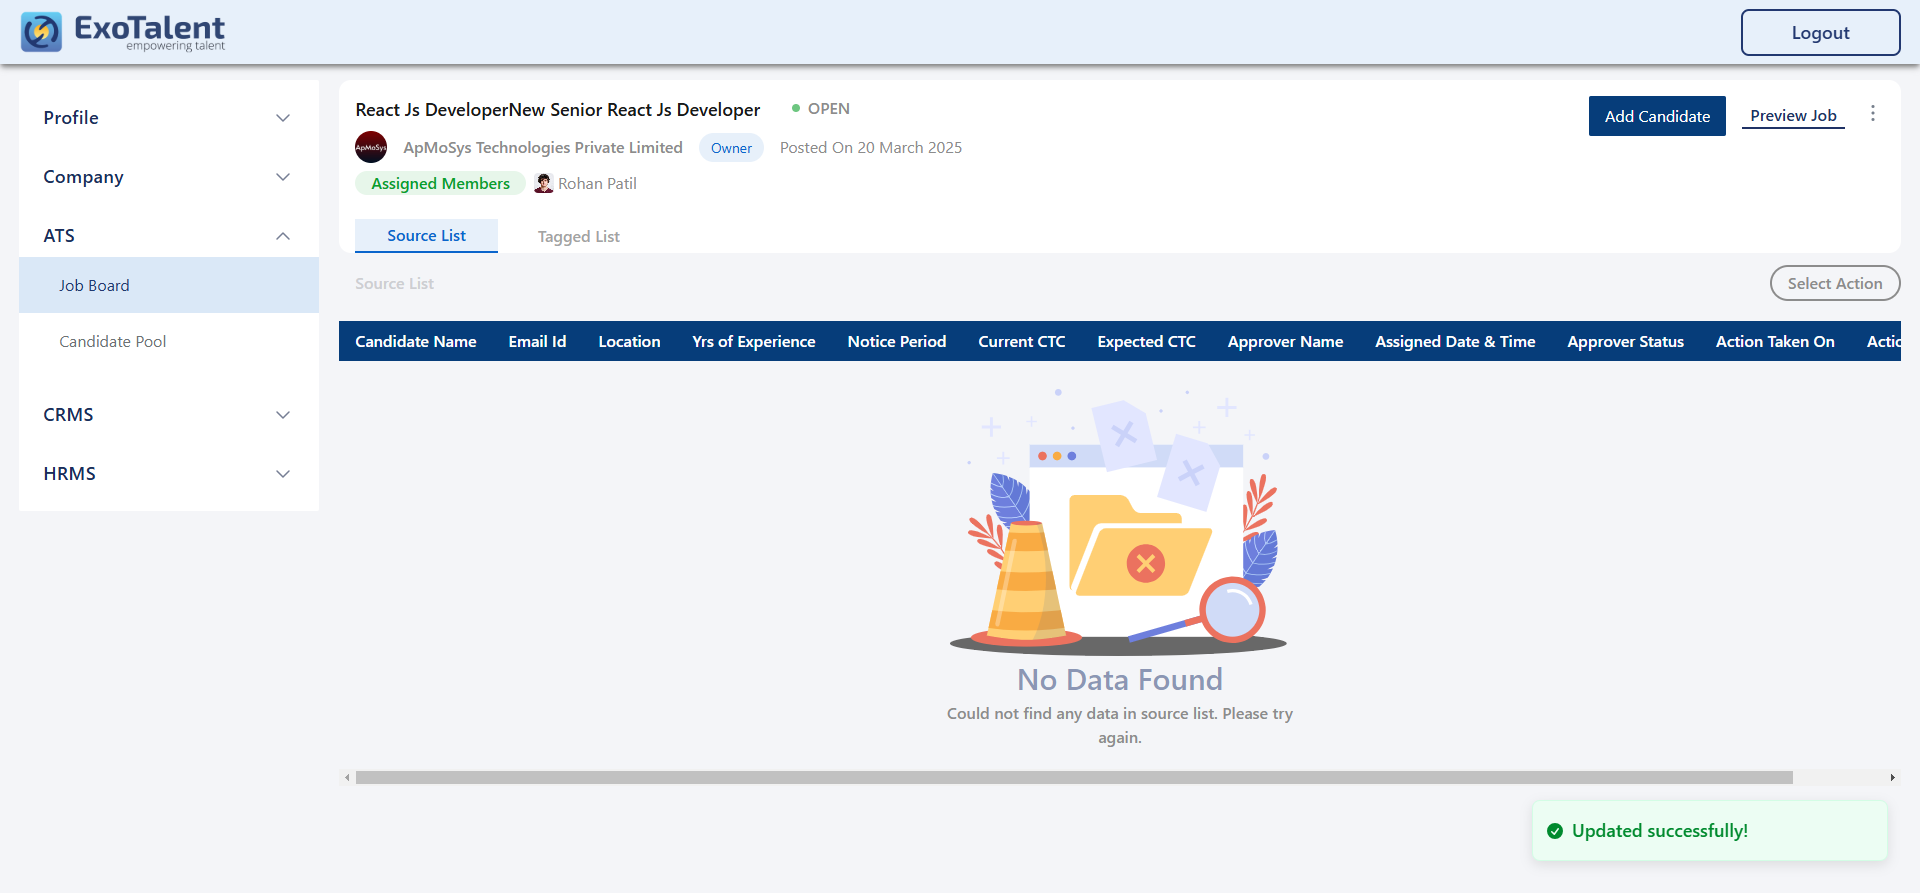 ExoTalent
empowering talent
Logout
Profile
Company
ATS
Job Board
Candidate Pool
CRMS
HRMS
React Js DeveloperNew Senior React Js Developer
OPEN
Add Candidate
Preview Job
ApMoSys
ApMoSys Technologies Private Limited
Owner
Posted On 20 March 2025
Assigned Members
Rohan Patil
Source List
Tagged List
Source List
Select Action
Candidate Name Email Id Location Yrs of Experience Notice Period Current CTC Expected CTC Approver Name Assigned Date & Time Approver Status Action Taken On Actio
No Data Found
Could not find any data in source list. Please try
again.
Updated successfully!